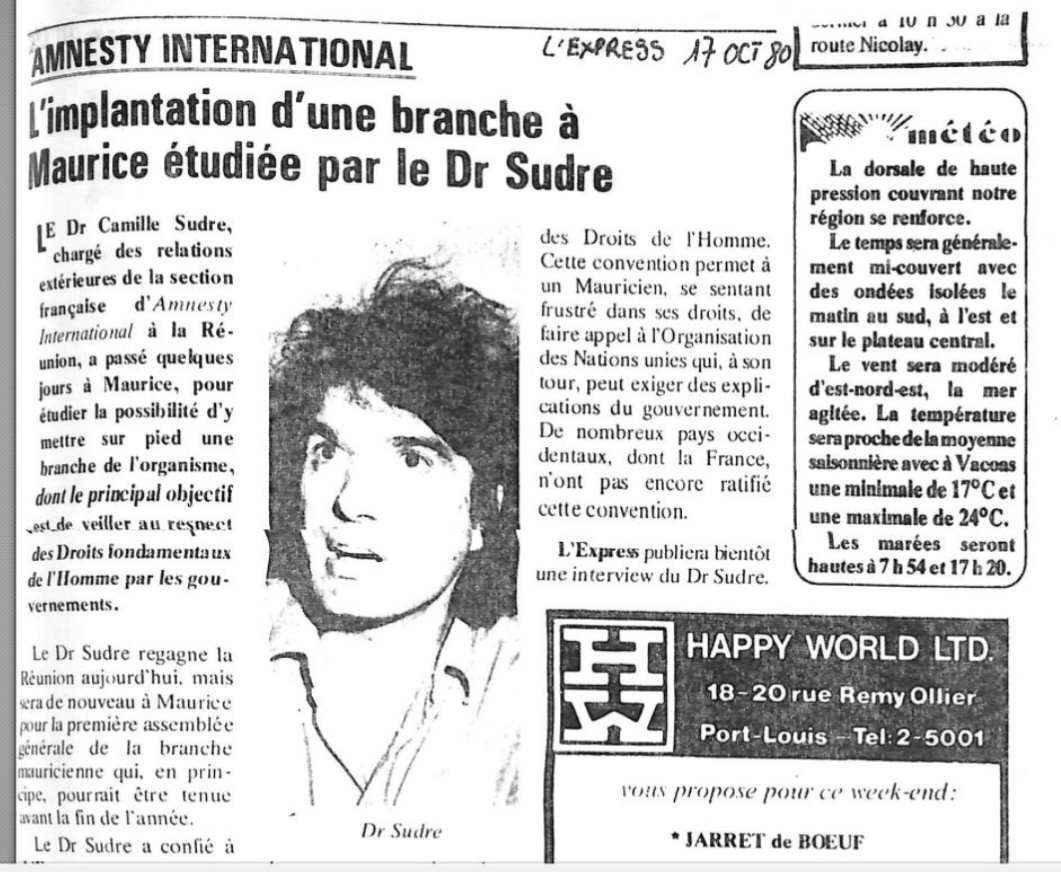 AMNESTY INTERNATIONAL
L'EXPRESS 17 OCT 80
L'implantation d'une branche à
Maurice étudiée par le Dr Sudre
LE Dr Camille Sudre,
chargé des relations
extérieures de la section
française d'Amnesty
International à la Ré-
union, a passé quelques
jours à Maurice, pour
étudier la possibilité d'y
mettre sur pied une
branche de l'organisme,
dont le principal objectif
est de veiller au respect
des Droits fondamentaux
de l'Homme par les gou-
vernements.
Le Dr Sudre regagne la
Réunion aujourd'hui, mais
sera de nouveau à Maurice
pour la première assemblée
générale de la branche
mauricienne qui, en prin-
cipe, pourrait être tenue
avant la fin de l'année.
Le Dr Sudre a confié à
Dr Sudre
des Droits de l'Homme.
Cette convention permet à
un Mauricien, se sentant
frustré dans ses droits, de
faire appel à l'Organisation
des Nations unies qui, à son
tour, peut exiger des expli-
cations du gouvernement.
De nombreux pays occi-
dentaux, dont la France,
n'ont pas encore ratifié
cette convention.
L'Express publiera bientôt
une interview du Dr Sudre.
à 10 h 30 à la
route Nicolay.
météo
La dorsale de haute
pression couvrant notre
région se renforce.
Le temps sera générale-
ment mi-couvert avec
des ondées isolées le
matin au sud, à l'est et
sur le plateau central.
Le vent sera modéré
d'est-nord-est, la mer
agitée. La température
sera proche de la moyenne
saisonnière avec à Vacoas
une minimale de 17°C et
une maximale de 24°C.
Les marées seront
hautes à 7 h 54 et 17 h 20.
HW
HAPPY WORLD LTD.
18-20 rue Remy Ollier
Port-Louis - Tel: 2-5001
vous propose pour ce week-end:
* JARRET de BOEUF